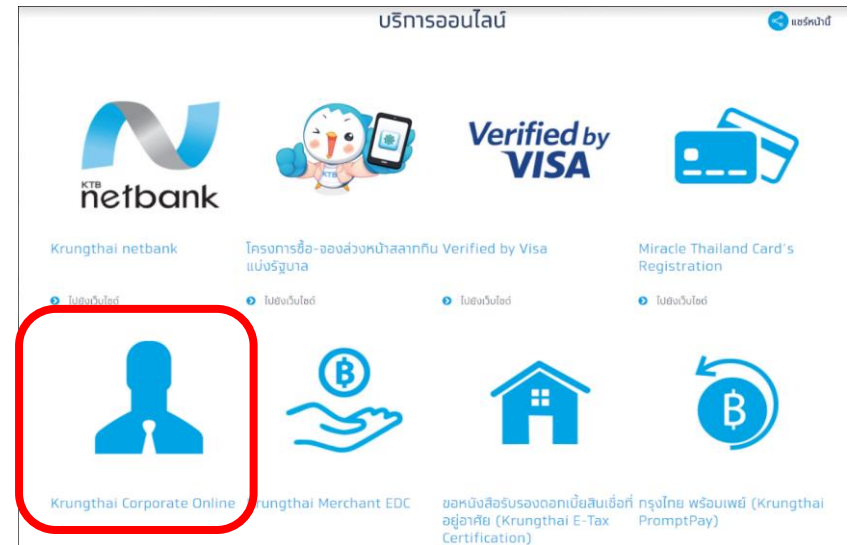 บริการออนไลน์
แชร์หน้านี้
KTB
netbank
KTB
Verified by
VISA
Krungthai netbank
โครงการซื้อ-จองล่วงหน้าสลากกิน
แบ่งรัฐบาล
Verified by Visa
Miracle Thailand Card's
Registration
ไปยังเว็บไซต์
ไปยังเว็บไซต์
ไปยังเว็บไซต์
ไปยังเว็บไซต์
Krungthai Corporate Online
Krungthai Merchant EDC
ขอหนังสือรับรองดอกเบี้ยสินเชื่อที่
อยู่อาศัย (Krungthai E-Tax
Certification)
กรุงไทย พร้อมเพย์ (Krungthai
PromptPay)